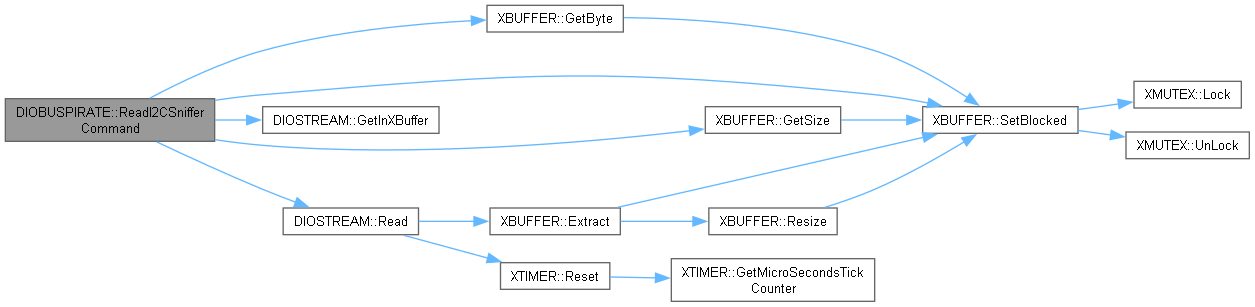 DIOBUSPIRATE::ReadI2CSniffer
Command
XBUFFER::GetByte
DIOSTREAM::GetInXBuffer
XBUFFER::GetSize
XBUFFER::SetBlocked
XMUTEX::Lock
XMUTEX::UnLock
DIOSTREAM::Read
XBUFFER::Extract
XBUFFER::Resize
XTIMER::Reset
XTIMER::GetMicroSecondsTick
Counter